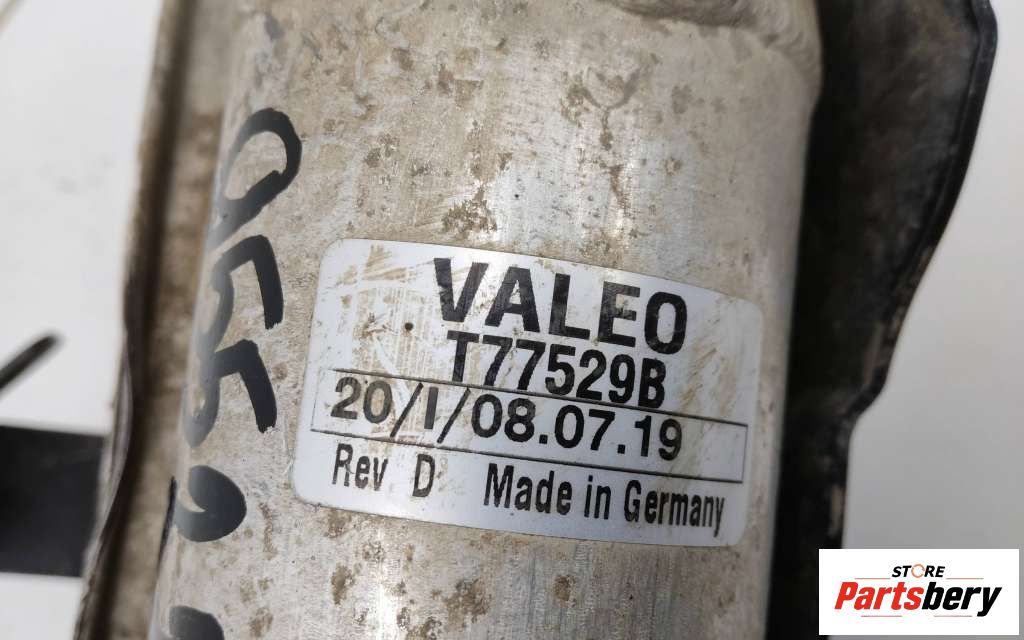 VALEO
T77529B
20/I/08.07.19
Rev D Made in Germany
STORE
Partsbery